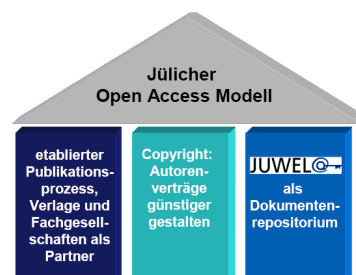 Jülicher
Open Access Modell
etablierter
Publikations-
prozess,
Verlage und
Fachgesell-
schaften als
Partner
Copyright:
Autoren-
verträge
günstiger
gestalten
JUWEL
als
Dokumenten-
repositorium